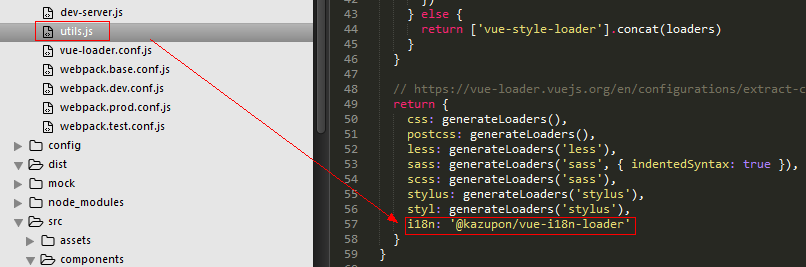 dev-server.js
utils.js
vue-loader.conf.js
webpack.base.conf.js
webpack.dev.conf.js
webpack.prod.conf.js
webpack.test.conf.js
config
dist
mock
node_modules
src
assets
components
42 })
43 } else {
44 return ['vue-style-loader'].concat(loaders)
45 }
46 }
47
48 // https://vue-loader.vuejs.org/en/configurations/extract-c
49 return {
50 css: generateLoaders(),
51 postcss: generateLoaders(),
52 less: generateLoaders('less'),
53 sass: generateLoaders('sass', { indentedSyntax: true }),
54 scss: generateLoaders('sass'),
55 stylus: generateLoaders('stylus'),
56 styl: generateLoaders('stylus'),
57 i18n: '@kazupon/vue-i18n-loader'
58 }
59 }